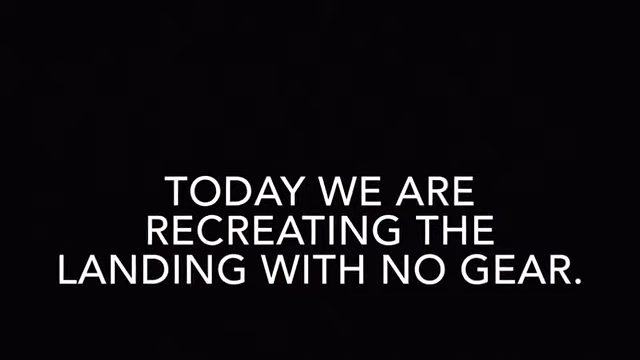 TODAY WE ARE
RECREATING THE
LANDING WITH NO GEAR.